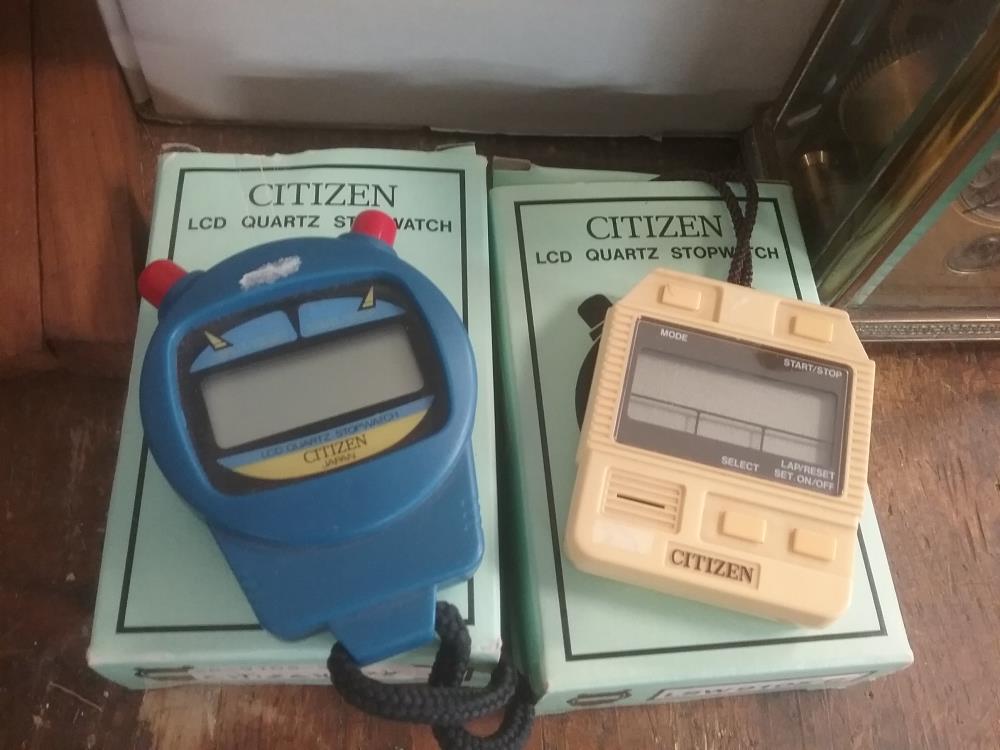 CITIZEN
LCD QUARTZ STOPWATCH
LCD QUARTZ STOPWATCH
CITIZEN
JAPAN
CITIZEN
LCD QUARTZ STOPWATCH
MODE
START/STOP
SELECT
LAP/RESET
SET. ON/OFF
CITIZEN